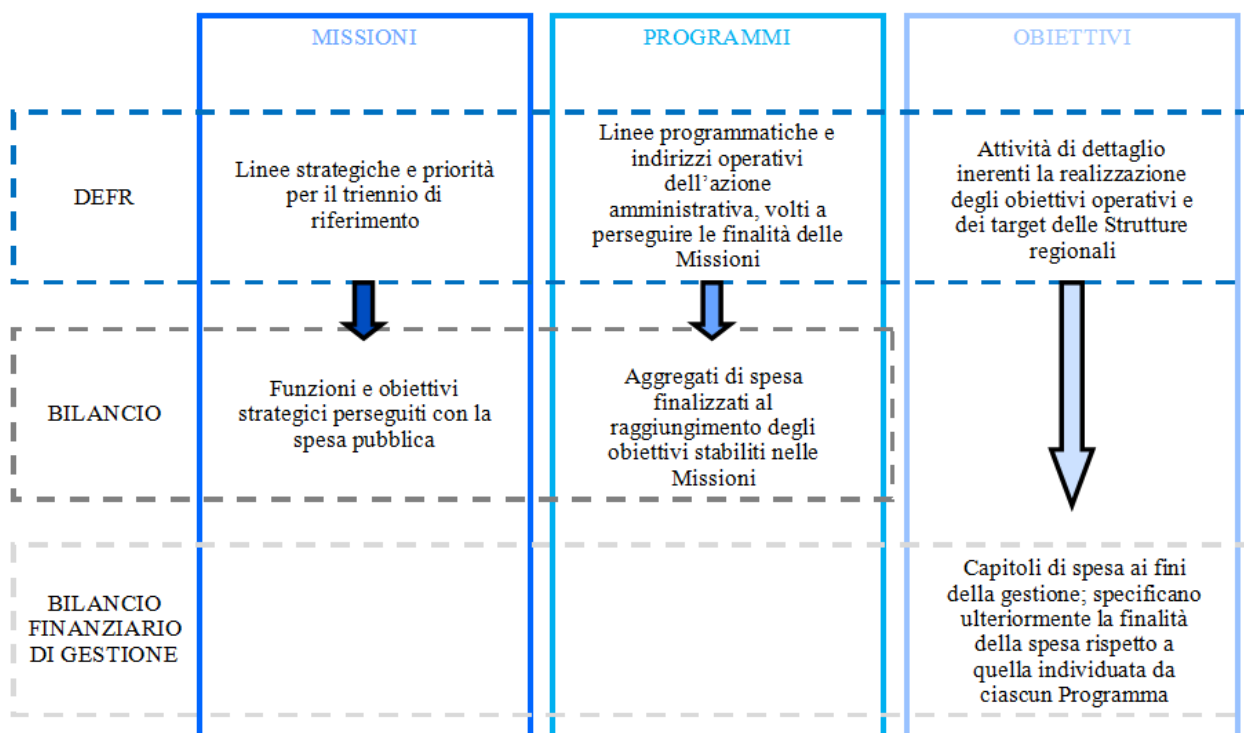 MISSIONI
PROGRAMMI
OBIETTIVI
DEFR
Linee strategiche e priorità
per il triennio di
riferimento
Linee programmatiche e
indirizzi operativi
dell’azione
amministrativa, volti a
perseguire le finalità delle
Missioni
Attività di dettaglio
inerenti la realizzazione
degli obiettivi operativi e
dei target delle Strutture
regionali
BILANCIO
Funzioni e obiettivi
strategici perseguiti con la
spesa pubblica
Aggregati di spesa
finalizzati al
raggiungimento degli
obiettivi stabiliti nelle
Missioni
BILANCIO
FINANZIARIO
DI GESTIONE
Capitoli di spesa ai fini
della gestione; specificano
ulteriormente la finalità
della spesa rispetto a
quella individuata da
ciascun Programma